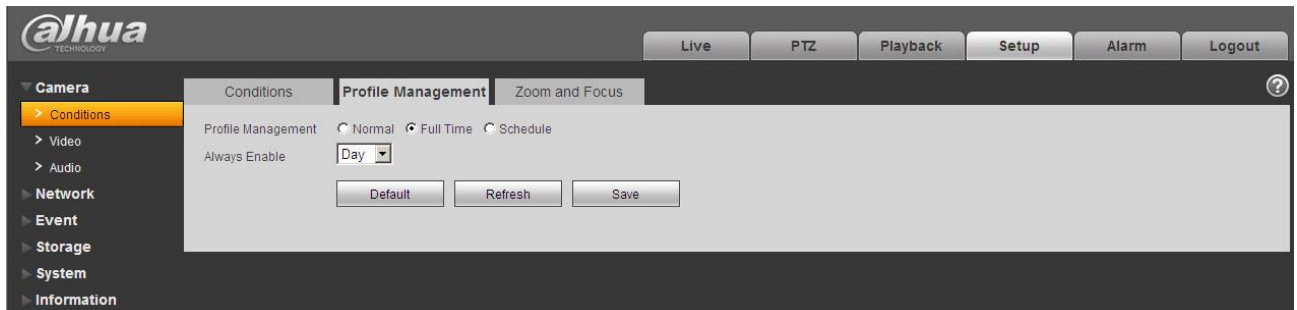 alhua
TECHNOLOGY
Live PTZ Playback Setup Alarm Logout
Camera
Conditions
Video
Audio
Network
Event
Storage
System
Information
Conditions Profile Management Zoom and Focus ?
Profile Management Normal Full Time Schedule
Always Enable Day
Default Refresh Save